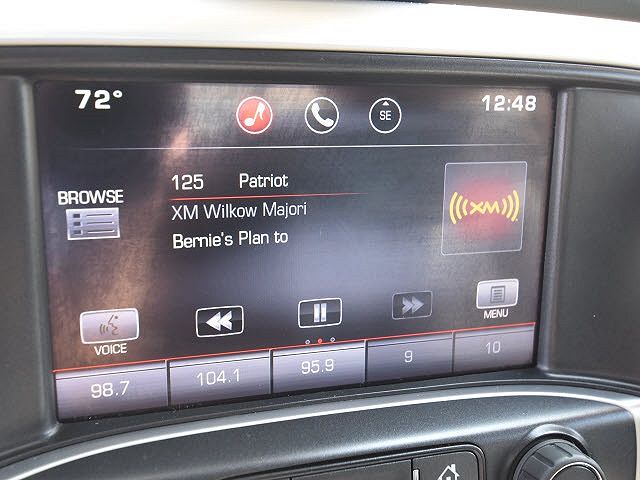 72° SE 12:48
125 Patriot
BROWSE
XM Wilkow Majori
Bernie's Plan to
XM
VOICE
MENU
98.7 104.1 95.9 9 10